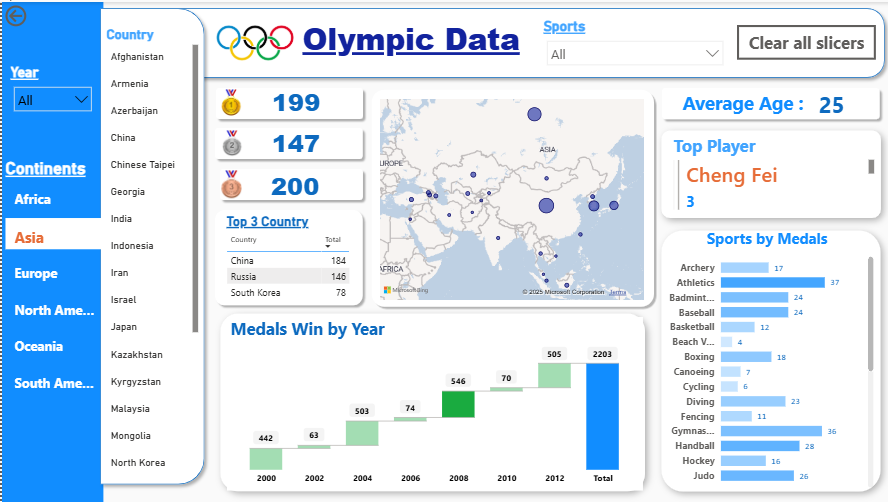 Year
All
Continents
Africa
Asia
Europe
North Ame...
Oceania
South Ame...
Country
Afghanistan
Armenia
Azerbaijan
China
Chinese Taipei
Georgia
India
Indonesia
Iran
Israel
Japan
Kazakhstan
Kyrgyzstan
Malaysia
Mongolia
North Korea
Olympic Data
Sports
All
Clear all slicers
199
147
200
Top 3 Country
Country Total
China 184
Russia 146
South Korea 78
ASIA
EUROPE
AFRICA
Microsoft Bing
© 2025 Microsoft Corporation Terms
Average Age : 25
Top Player
Cheng Fei
3
Medals Win by Year
442 63 503 74 546 70 505 2203
2000 2002 2004 2006 2008 2010 2012 Total
Sports by Medals
Archery 17
Athletics 37
Badmint... 24
Baseball 24
Basketball 12
Beach V... 4
Boxing 18
Canoeing 7
Cycling 6
Diving 23
Fencing 11
Gymnas... 36
Handball 28
Hockey 16
Judo 26